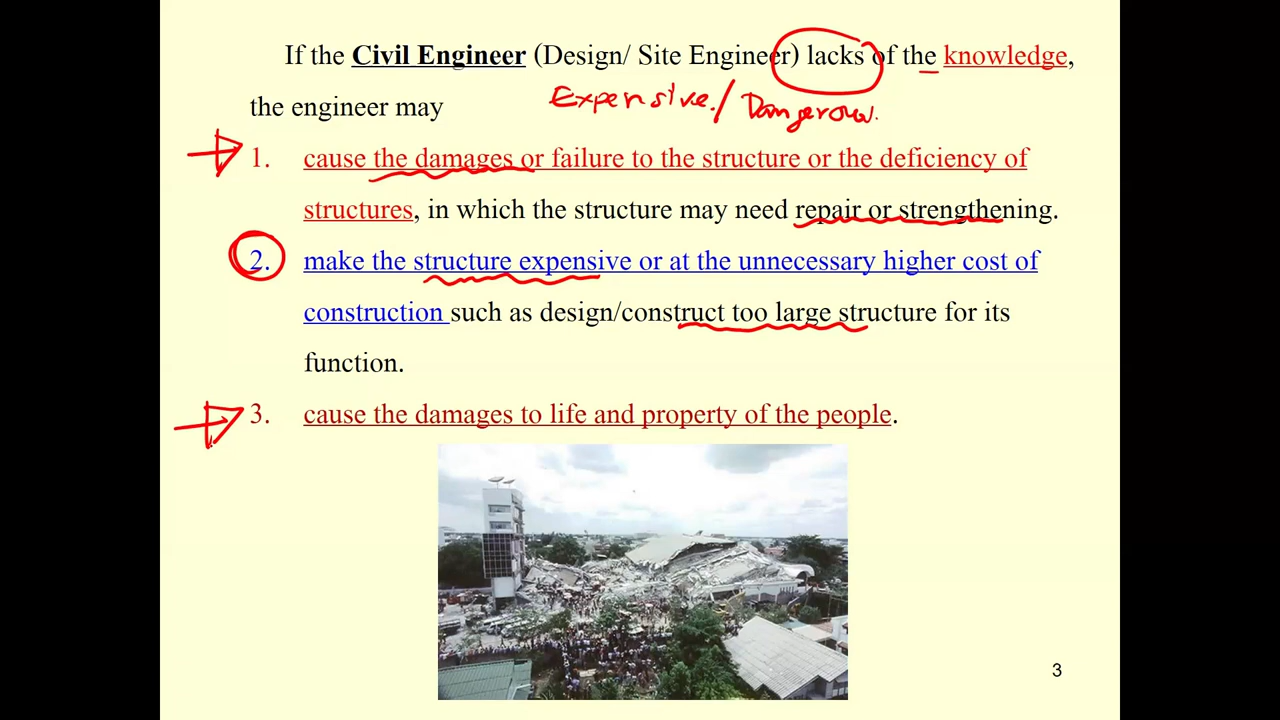 If the Civil Engineer (Design/ Site Engineer) lacks of the knowledge,
the engineer may
Expensive./ Dangerous.
1. cause the damages or failure to the structure or the deficiency of
structures, in which the structure may need repair or strengthening.
2. make the structure expensive or at the unnecessary higher cost of
construction such as design/construct too large structure for its
function.
3. cause the damages to life and property of the people.
3